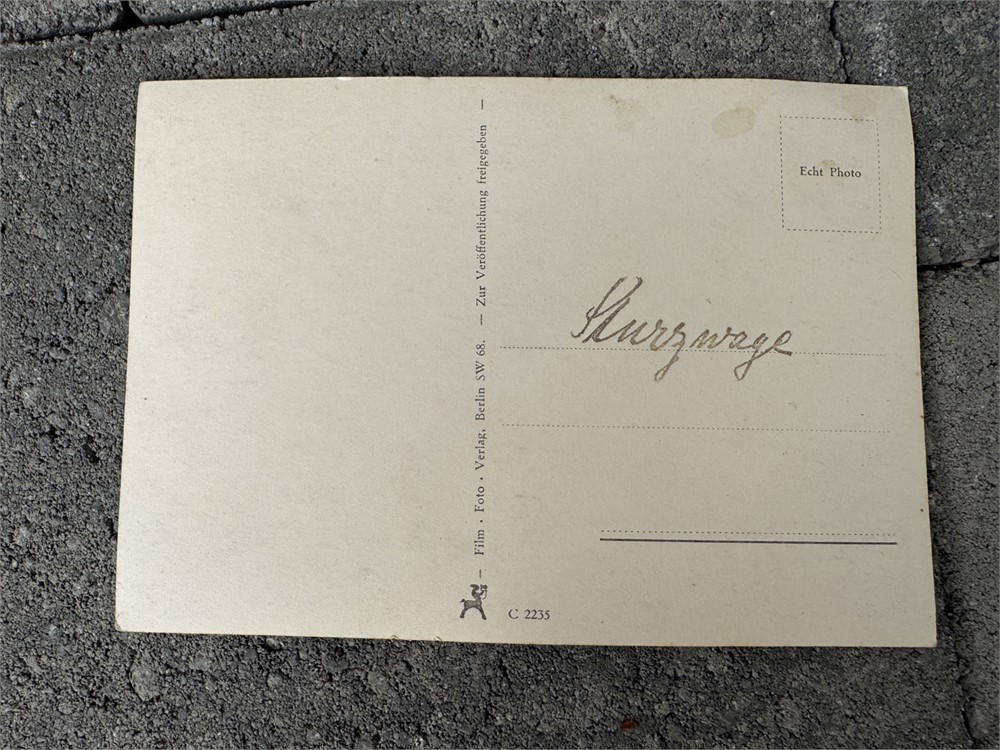 — Film • Foto • Verlag, Berlin SW 68. — Zur Veröffentlichung freigegeben —
Echt Photo
Sturzwage
C 2235